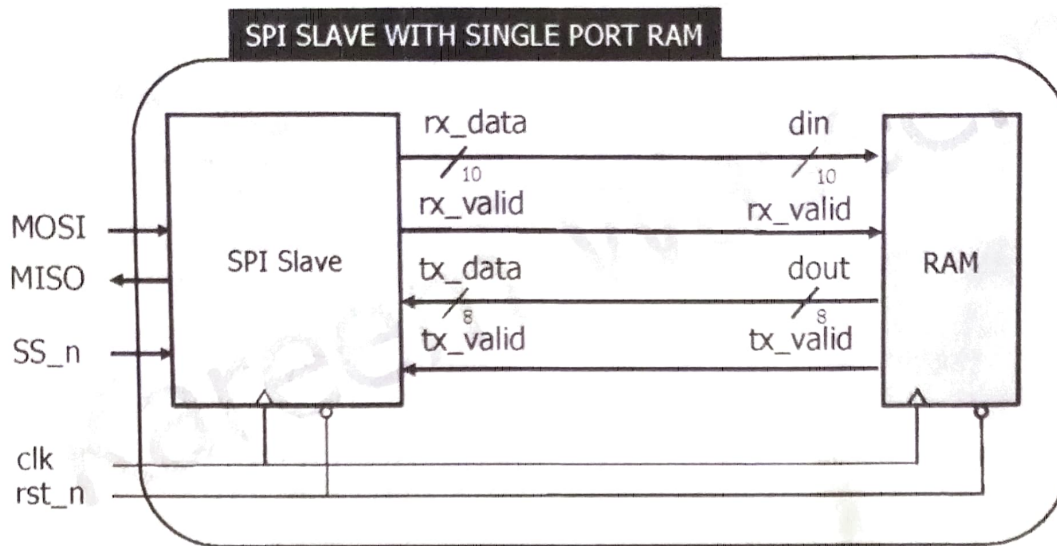 SPI SLAVE WITH SINGLE PORT RAM
rx_data din
10 10
rx_valid rx_valid
MOSI
SPI Slave
tx_data dout
RAM
MISO
8 8
tx_valid tx_valid
SS_n
clk
rst_n